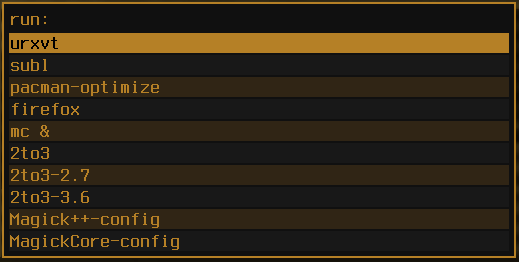 run:
urxvt
subl
pacman-optimize
firefox
mc &
2to3
2to3-2.7
2to3-3.6
Magick++-config
MagickCore-config